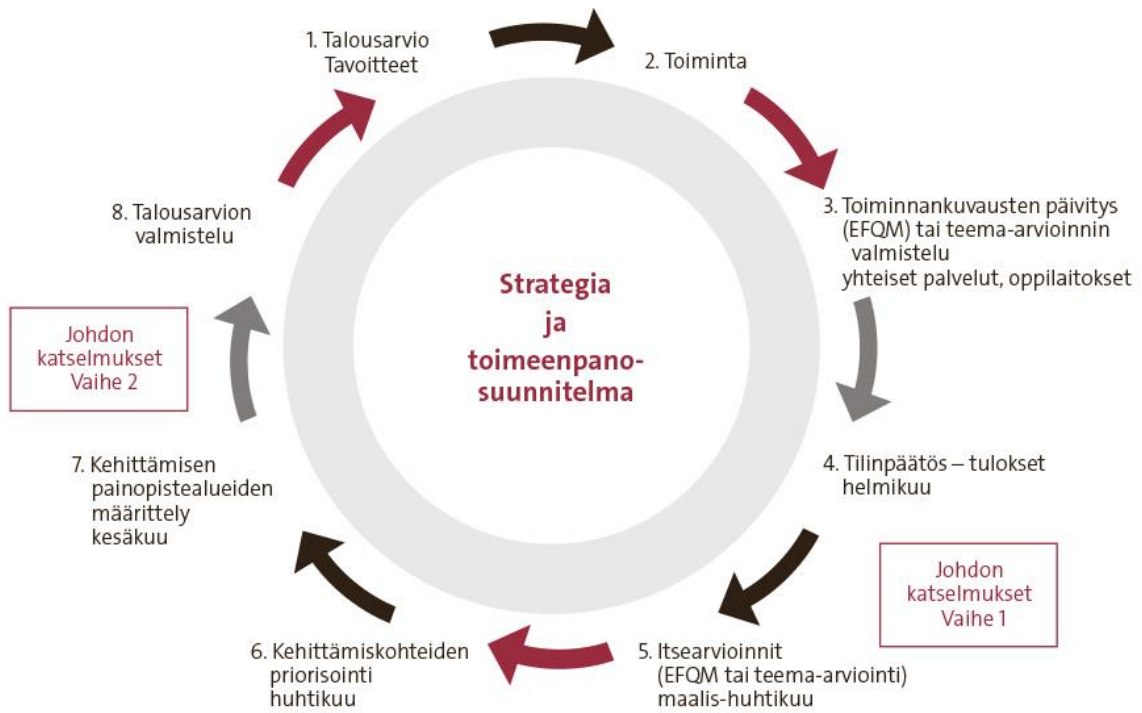 1. Talousarvio
Tavoitteet
2. Toiminta
3. Toiminnankuvausten päivitys
(EFQM) tai teema-arvioinnin
valmistelu
yhteiset palvelut, oppilaitokset
4. Tilinpäätös – tulokset
helmikuu
Johdon
katselmukset
Vaihe 1
5. Itsearvioinnit
(EFQM tai teema-arviointi)
maalis-huhtikuu
6. Kehittämiskohteiden
priorisointi
huhtikuu
7. Kehittämisen
painopistealueiden
määrittely
kesäkuu
Johdon
katselmukset
Vaihe 2
8. Talousarvion
valmistelu
Strategia
ja
toimeenpano-
suunnitelma